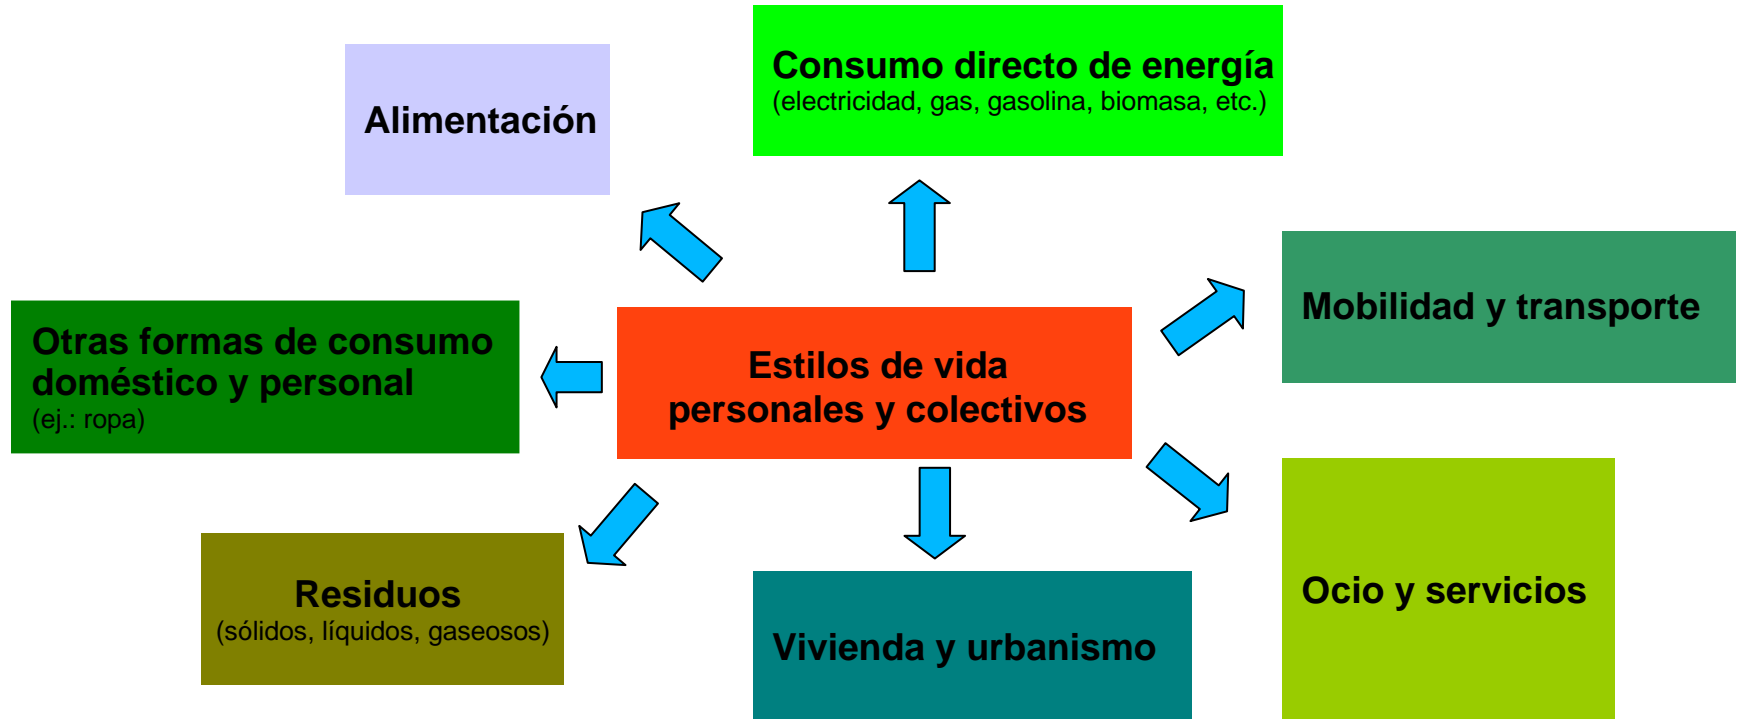 Consumo directo de energía
(electricidad, gas, gasolina, biomasa, etc.)
Alimentación
Mobilidad y transporte
Otras formas de consumo
doméstico y personal
(ej.: ropa)
Estilos de vida
personales y colectivos
Residuos
(sólidos, líquidos, gaseosos)
Vivienda y urbanismo
Ocio y servicios